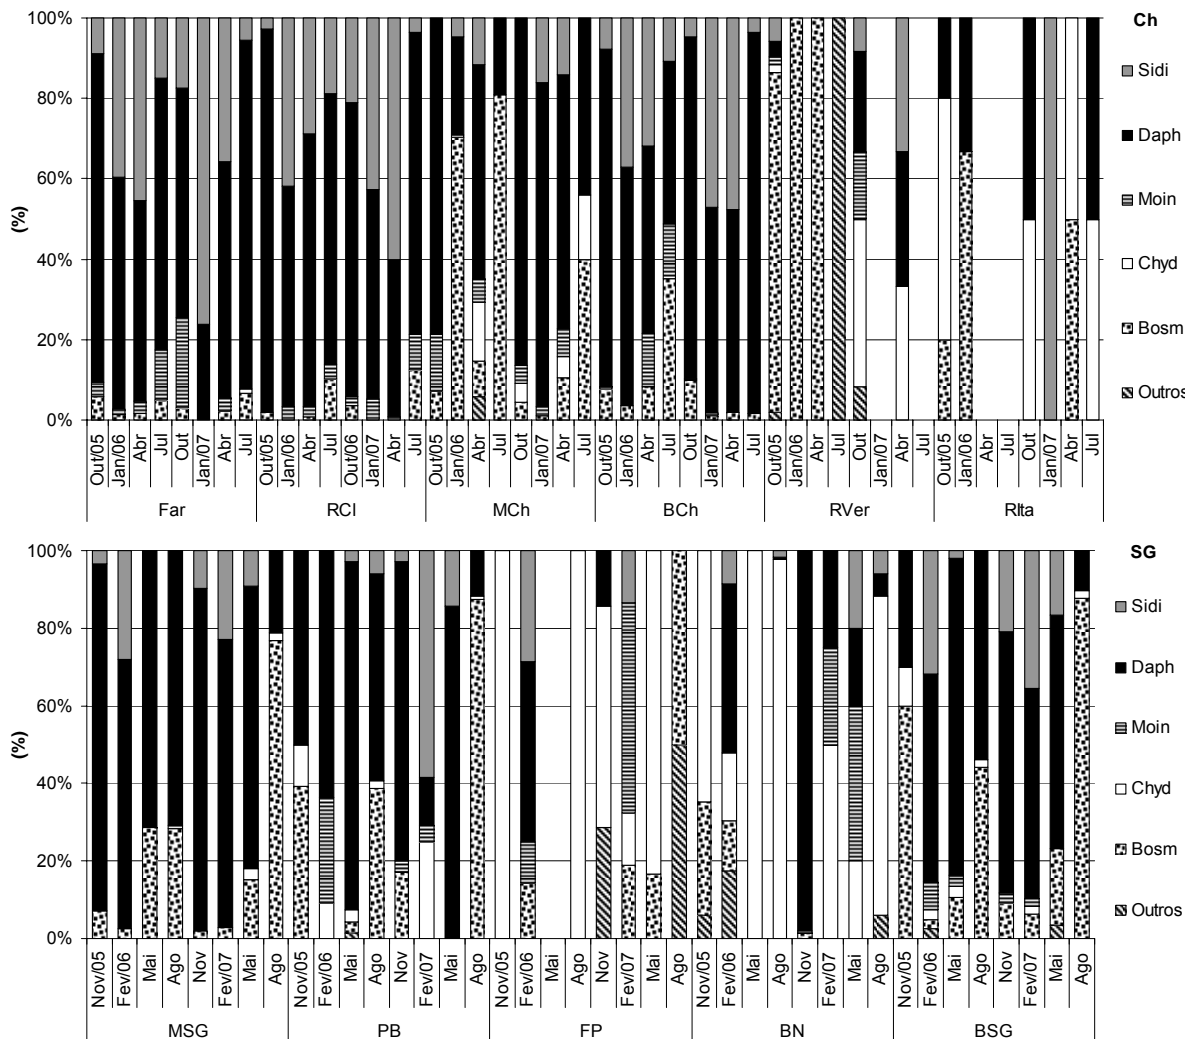 Ch
100%
80%
60%
40%
20%
0%
(%)
Sidi
Daph
Moin
Chyd
Bosm
Outros
Out/05 Jan/06 Abr Jul Out Jan/07 Abr Jul Out/05 Jan/06 Abr Jul Out/06 Jan/07 Abr Jul Out/05 Jan/06 Abr Jul Out Jan/07 Abr Jul Out/05 Jan/06 Abr Jul Out Jan/07 Abr Jul Out/05 Jan/06 Abr Jul Out Jan/07 Abr Jul Out/05 Jan/06 Abr Jul Out Jan/07 Abr Jul
Far RCI MCh BCh RVer RIta
SG
100%
80%
60%
40%
20%
0%
(%)
Sidi
Daph
Moin
Chyd
Bosm
Outros
Nov/05 Fev/06 Mai Ago Nov Fev/07 Mai Ago Nov/05 Fev/06 Mai Ago Nov Fev/07 Mai Ago Nov/05 Fev/06 Mai Ago Nov Fev/07 Mai Ago Nov/05 Fev/06 Mai Ago Nov Fev/07 Mai Ago Nov/05 Fev/06 Mai Ago Nov Fev/07 Mai Ago
MSG PB FP BN BSG